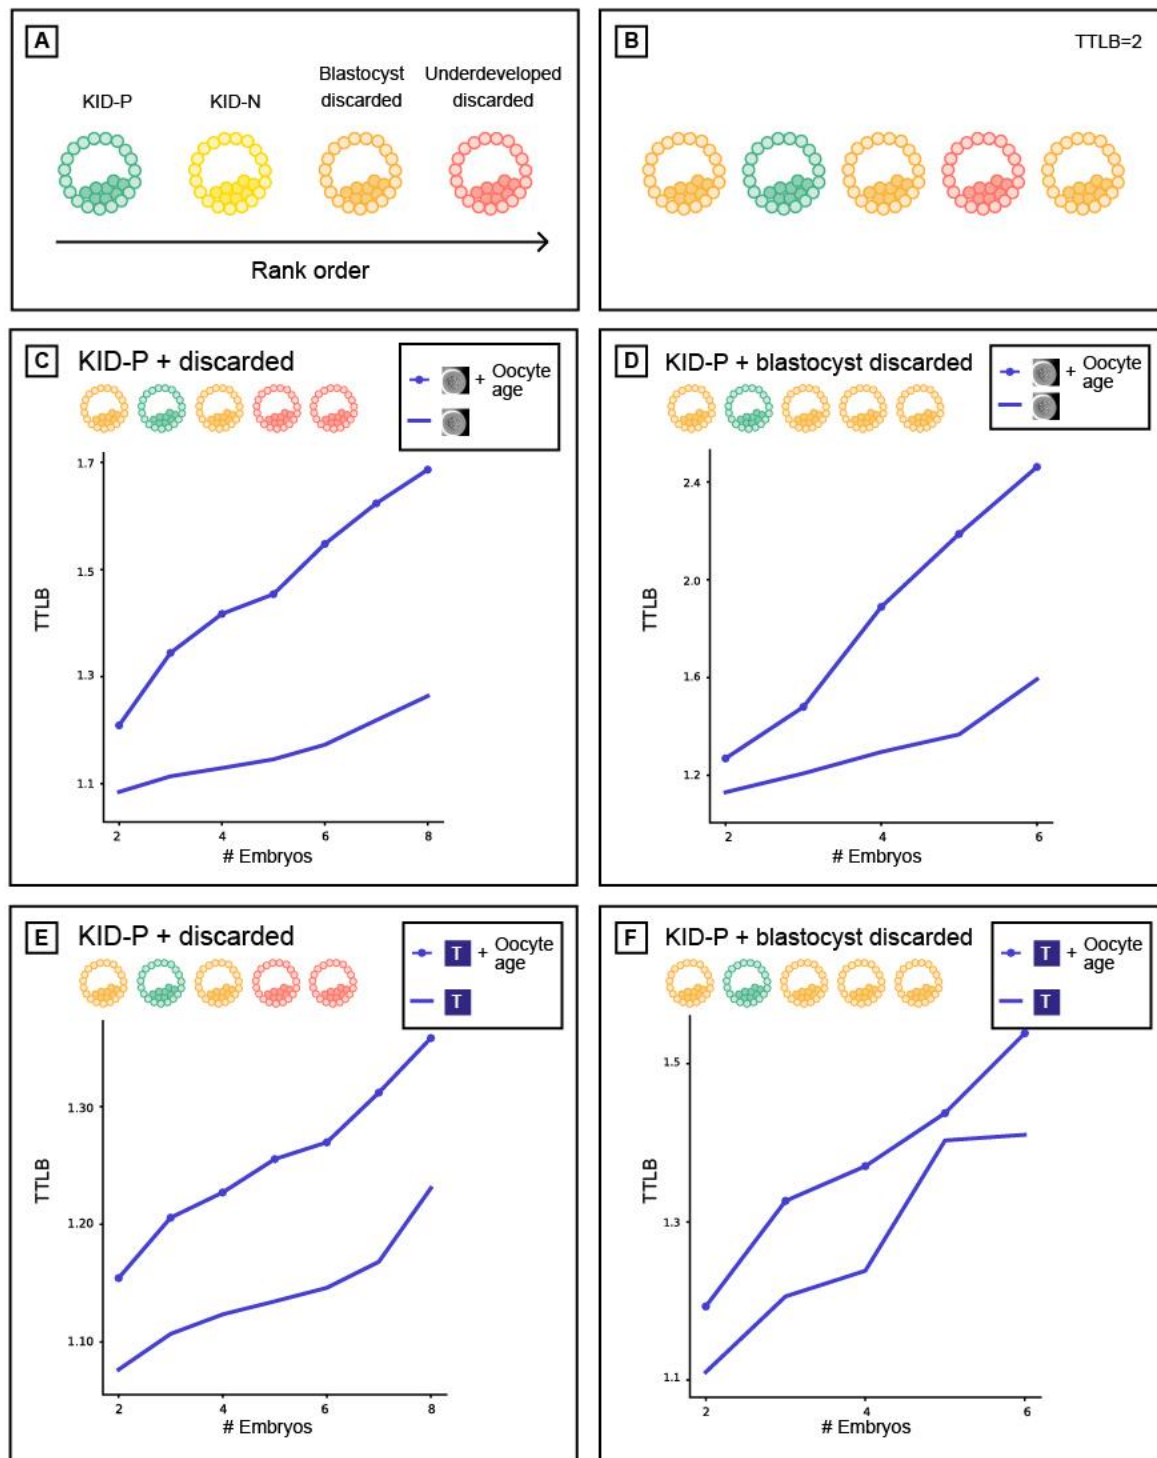 A
KID-P
KID-N
Blastocyst
discarded
Underdeveloped
discarded
Rank order
B
TTLB=2
C
KID-P + discarded
+ Oocyte
age
1.7
1.5
1.3
1.1
TTLB
2
4
6
8
# Embryos
D
KID-P + blastocyst discarded
+ Oocyte
age
2.4
2.0
1.6
1.2
TTLB
2
4
6
# Embryos
E
KID-P + discarded
T + Oocyte
age
T
1.30
1.20
1.10
TTLB
2
4
6
8
# Embryos
F
KID-P + blastocyst discarded
T + Oocyte
age
T
1.5
1.3
1.1
TTLB
2
4
6
# Embryos